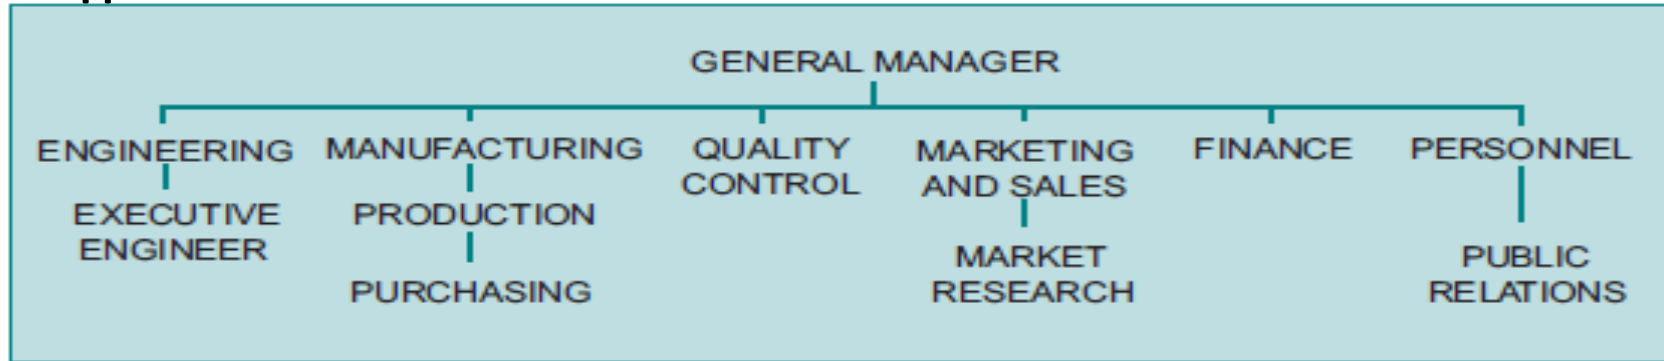 GENERAL MANAGER
ENGINEERING
EXECUTIVE
ENGINEER
MANUFACTURING
PRODUCTION
PURCHASING
QUALITY
CONTROL
MARKETING
AND SALES
MARKET
RESEARCH
FINANCE
PERSONNEL
PUBLIC
RELATIONS